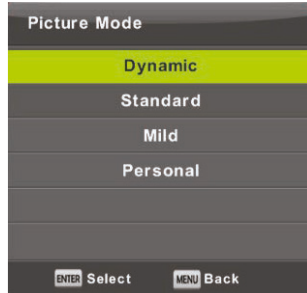 Picture Mode
Dynamic
Standard
Mild
Personal
ENTER Select MENU Back